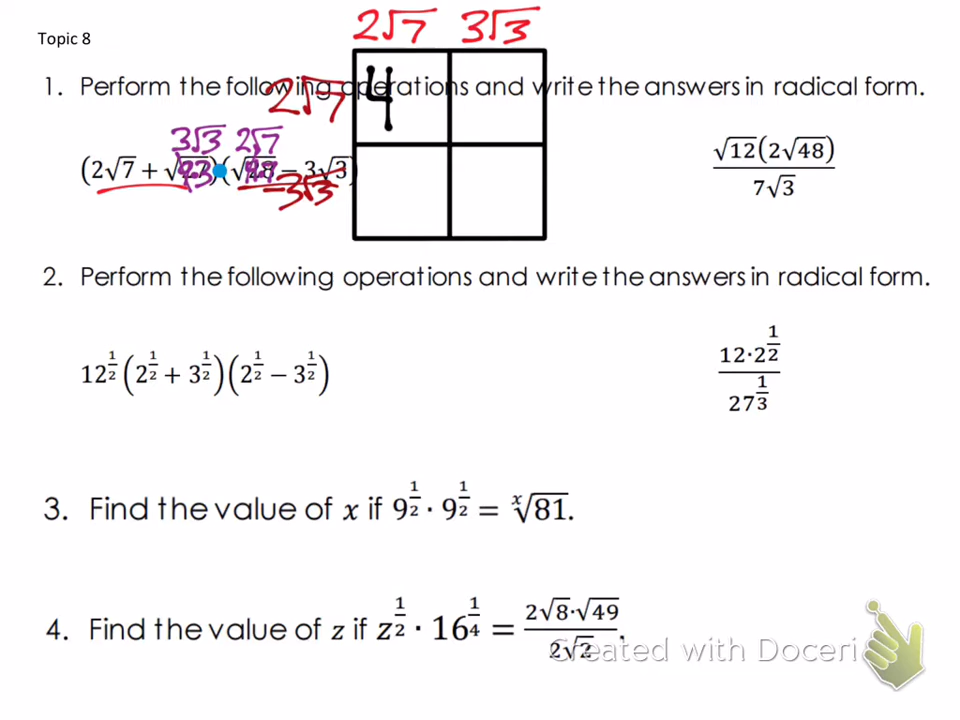 Topic 8
2√7 3√3
1. Perform the following operations and write the answers in radical form.
2√7 4
3√3 2√7
(2√7 + √27)(√28 − 3√3)
−3√3
√12(2√48)
7√3
2. Perform the following operations and write the answers in radical form.
12^(1/2) (2^(1/2) + 3^(1/2))(2^(1/2) − 3^(1/2))
12·2^(1/2)
27^(1/3)
3. Find the value of x if 9^(1/2) · 9^(1/2) = ˣ√81.
4. Find the value of z if z^(1/2) · 16^(1/4) = 2√8·√49
2√2.
Created with Doceri